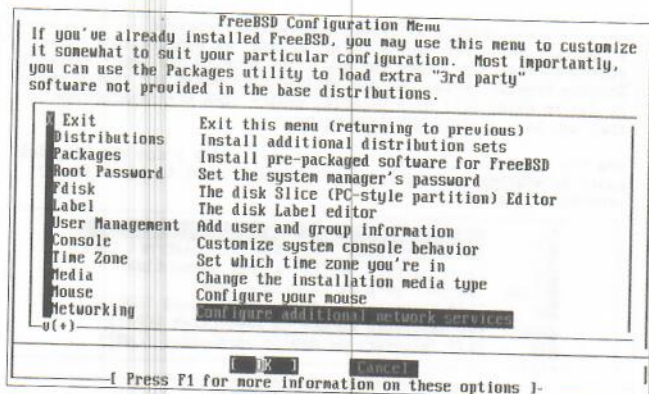 FreeBSD Configuration Menu
If you've already installed FreeBSD, you may use this menu to customize
it somewhat to suit your particular configuration.  Most importantly,
you can use the Packages utility to load extra "3rd party"
software not provided in the base distributions.
X Exit Exit this menu (returning to previous)
Distributions Install additional distribution sets
Packages Install pre-packaged software for FreeBSD
Root Password Set the system manager's password
Fdisk The disk Slice (PC-style partition) Editor
Label The disk Label editor
User Management Add user and group information
Console Customize system console behavior
Time Zone Set which time zone you're in
Media Change the installation media type
Mouse Configure your mouse
Networking Configure additional network services
v(+)
[ OK ] Cancel
[ Press F1 for more information on these options ]